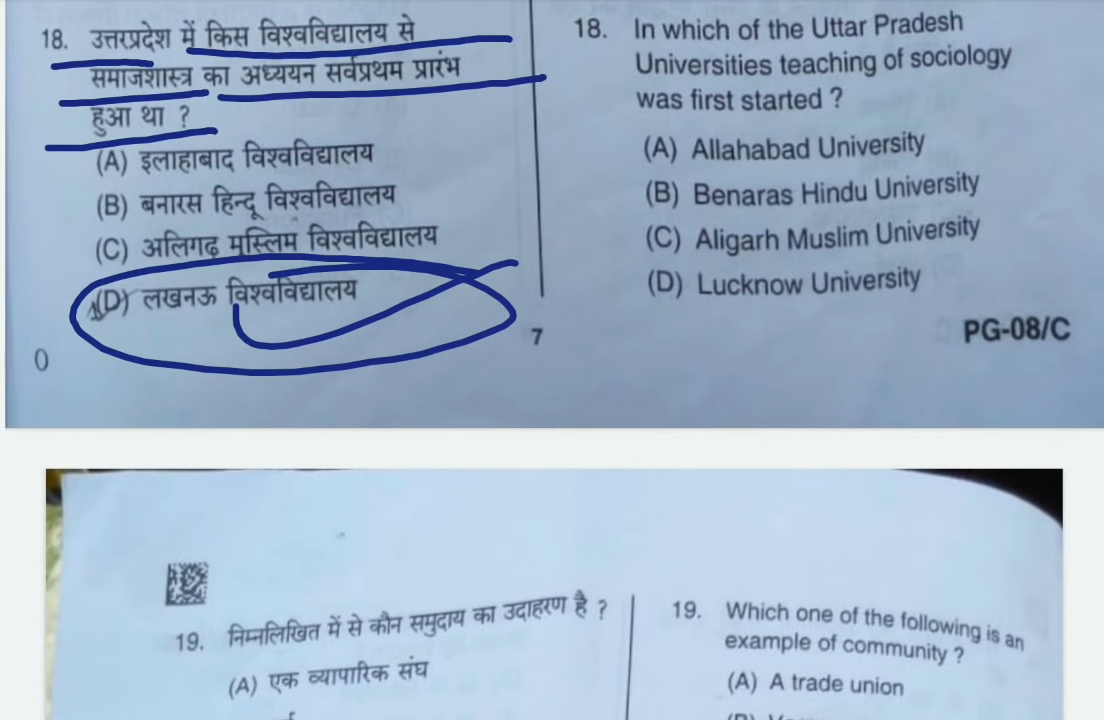 18. उत्तरप्रदेश में किस विश्वविद्यालय से
समाजशास्त्र का अध्ययन सर्वप्रथम प्रारंभ
हुआ था ?
(A) इलाहाबाद विश्वविद्यालय
(B) बनारस हिन्दू विश्वविद्यालय
(C) अलिगढ़ मुस्लिम विश्वविद्यालय
(D) लखनऊ विश्वविद्यालय
0
18. In which of the Uttar Pradesh
Universities teaching of sociology
was first started ?
(A) Allahabad University
(B) Benaras Hindu University
(C) Aligarh Muslim University
(D) Lucknow University
7
PG-08/C
19. निम्नलिखित में से कौन समुदाय का उदाहरण है ?
(A) एक व्यापारिक संघ
19. Which one of the following is an
example of community ?
(A) A trade union